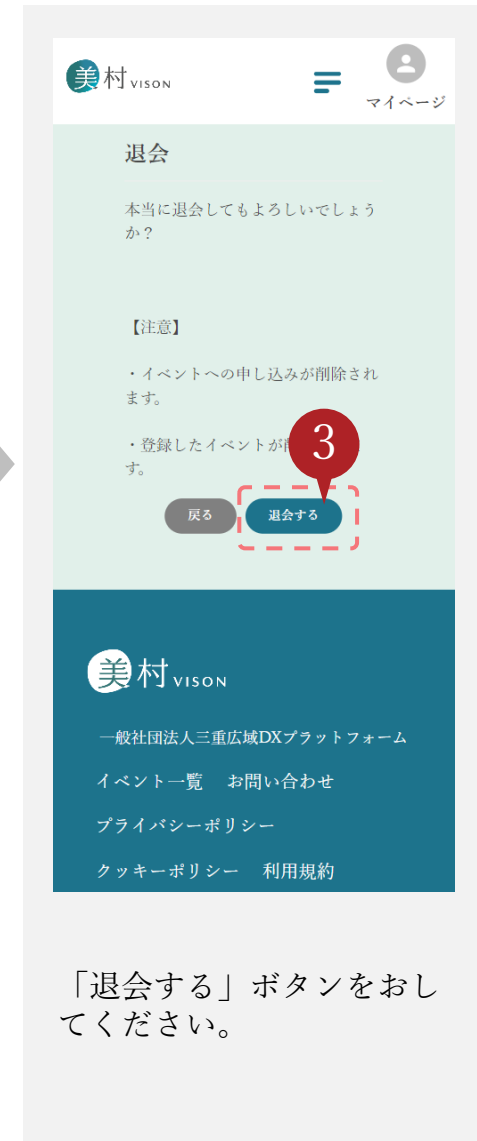 美村 VISON
マイページ
退会
本当に退会してもよろしいでしょう
か？
【注意】
・イベントへの申し込みが削除され
ます。
・登録したイベントが
す。
3
戻る 退会する
美村 VISON
一般社団法人三重広域DXプラットフォーム
イベント一覧 お問い合わせ
プライバシーポリシー
クッキーポリシー 利用規約
「退会する」ボタンをおし
てください。